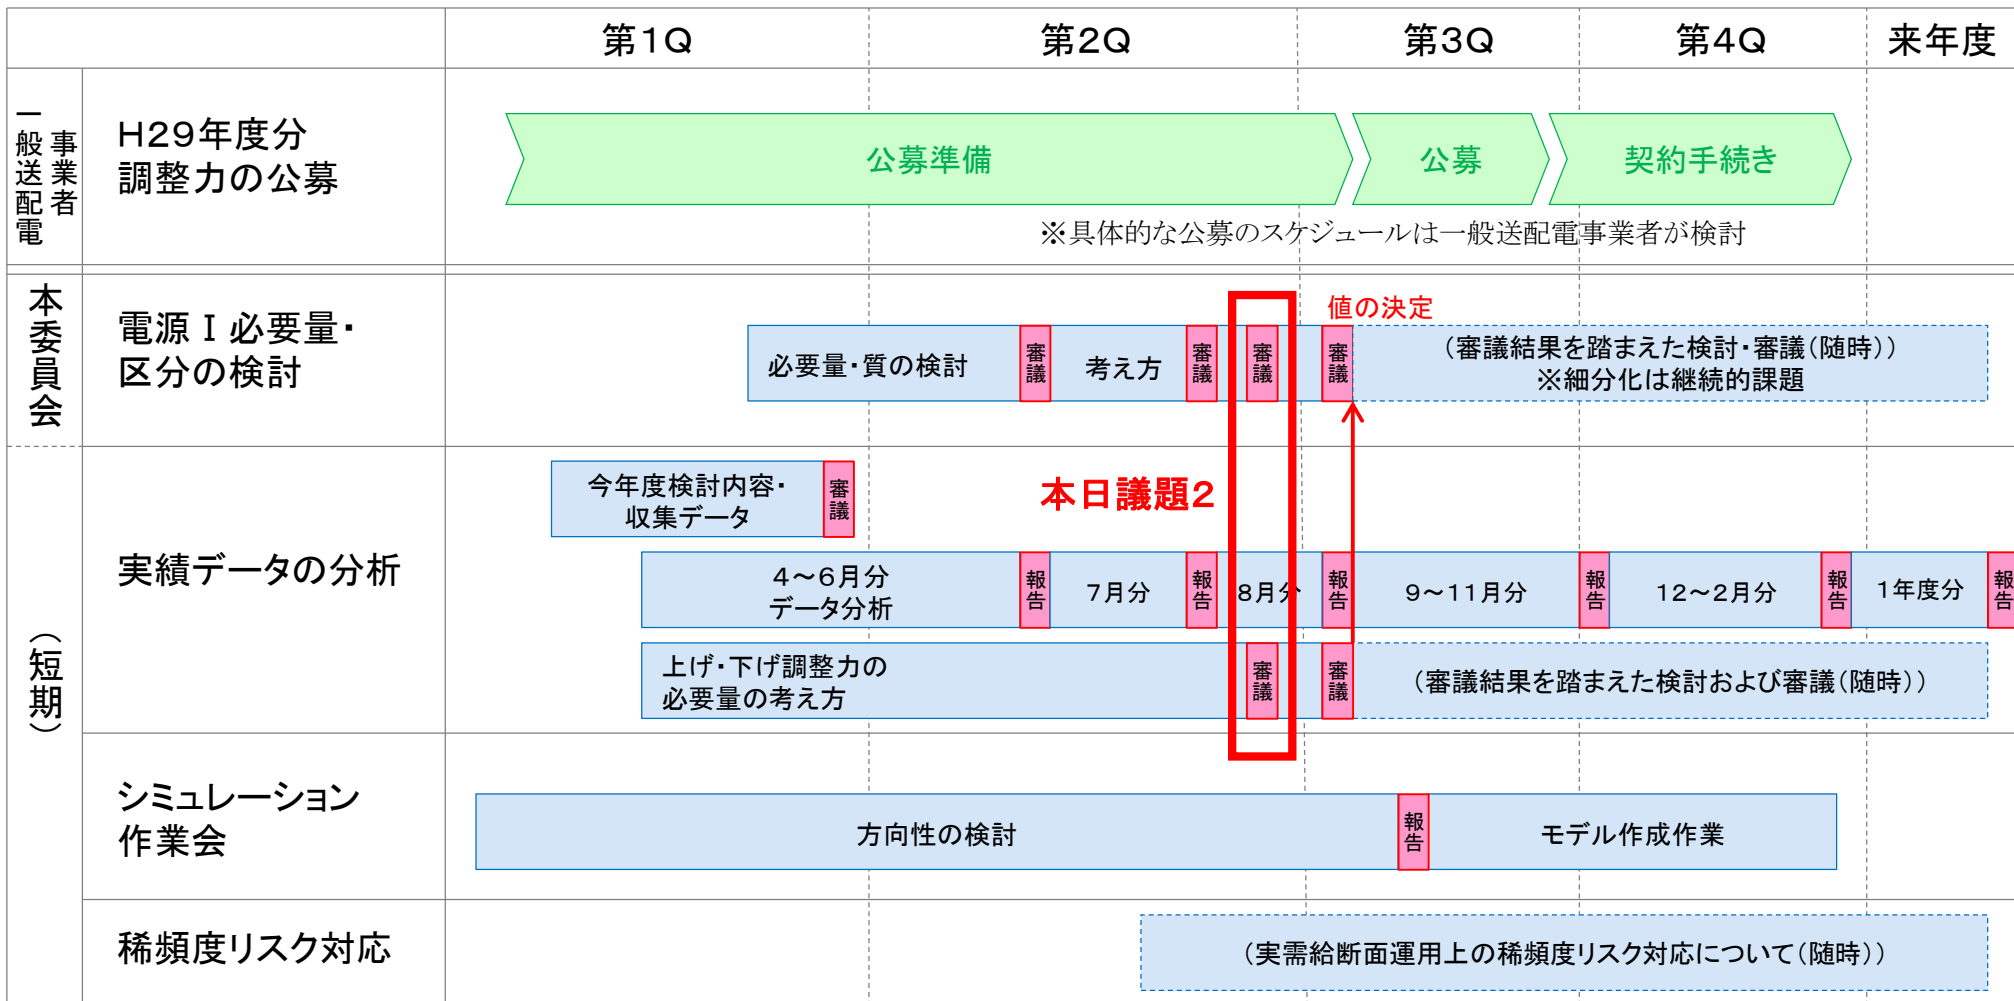 第1Q
第2Q
第3Q
第4Q
来年度
一般送配電
事業者
H29年度分
調整力の公募
公募準備
公募
契約手続き
※具体的な公募のスケジュールは一般送配電事業者が検討
本委員会
電源Ⅰ必要量・
区分の検討
必要量・質の検討
審議
考え方
審議
審議
審議
値の決定
(審議結果を踏まえた検討・審議(随時))
※細分化は継続的課題
(短期)
実績データの分析
今年度検討内容・
収集データ
審議
本日議題2
4～6月分
データ分析
報告
7月分
報告
8月分
報告
9～11月分
報告
12～2月分
報告
1年度分
報告
上げ・下げ調整力の
必要量の考え方
審議
審議
(審議結果を踏まえた検討および審議(随時))
シミュレーション
作業会
方向性の検討
報告
モデル作成作業
稀頻度リスク対応
(実需給断面運用上の稀頻度リスク対応について(随時))